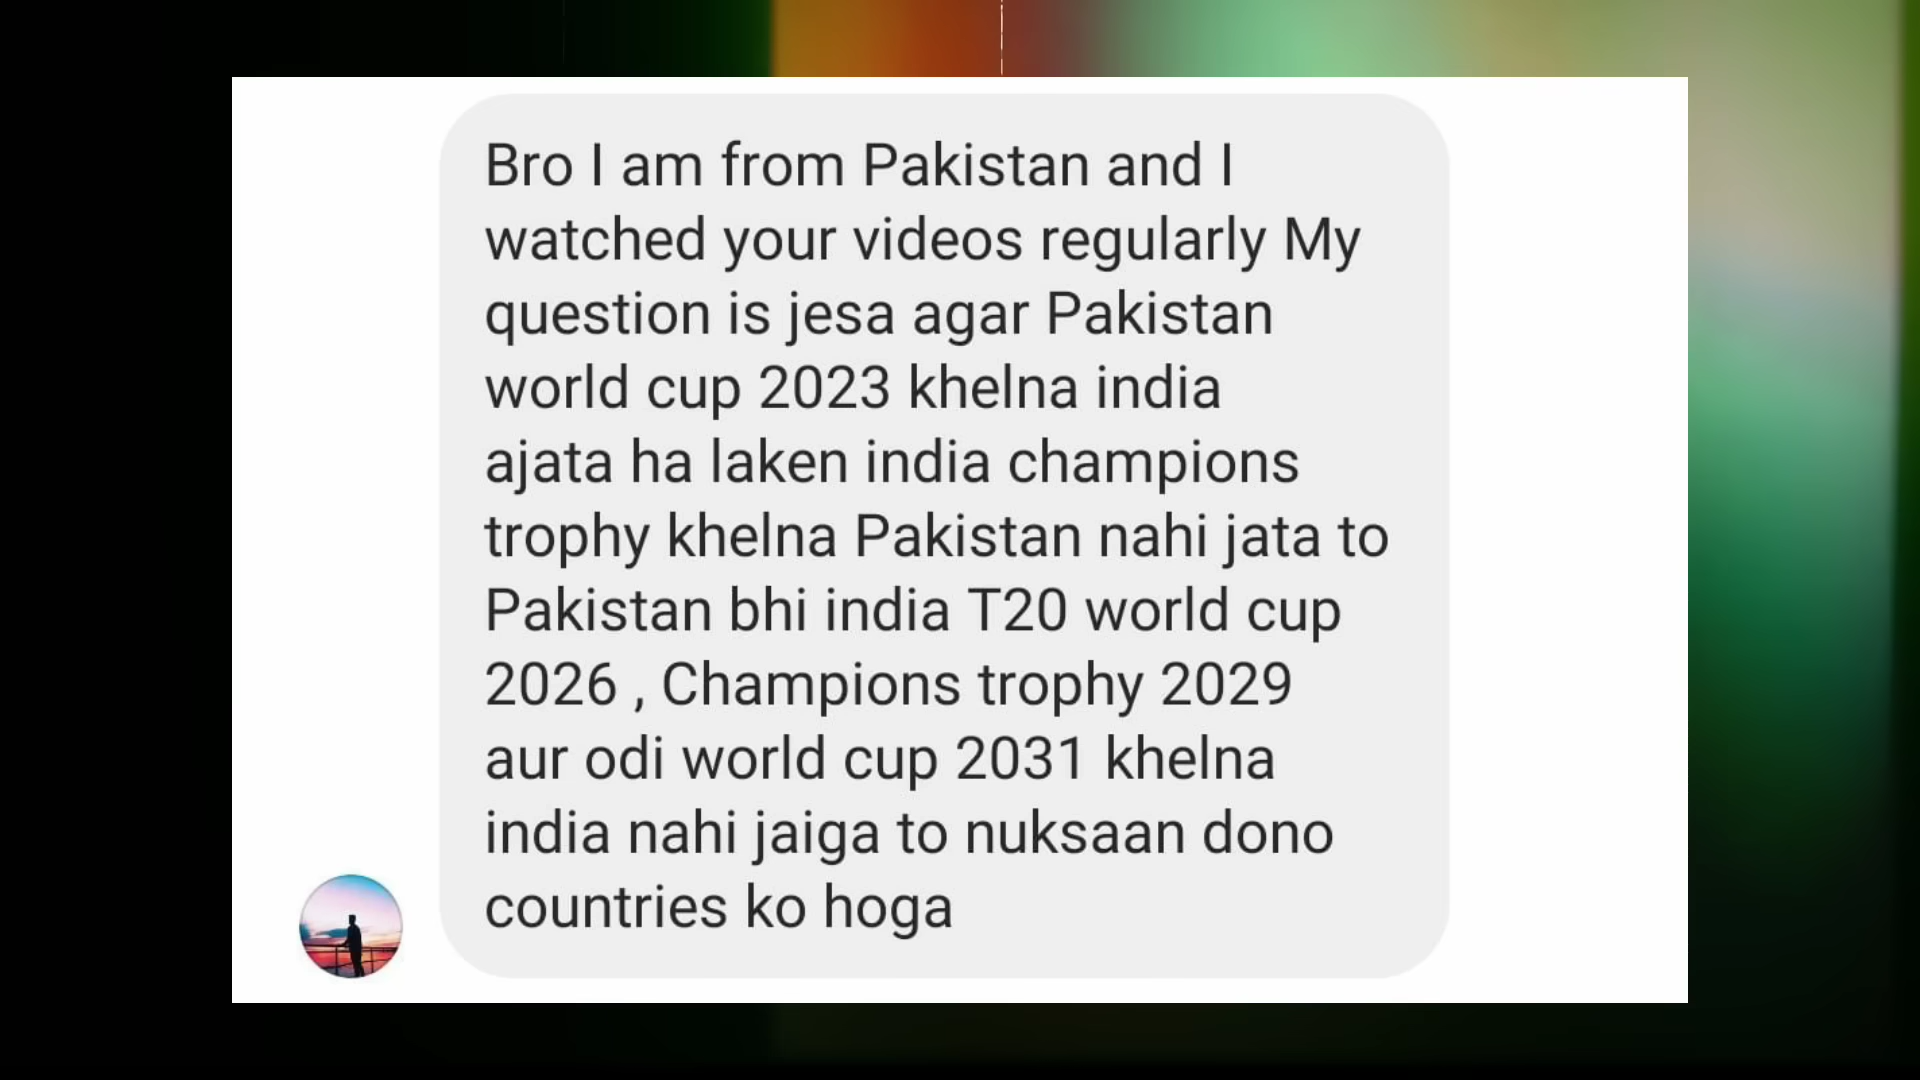 Bro I am from Pakistan and I
watched your videos regularly My
question is jesa agar Pakistan
world cup 2023 khelna india
ajata ha laken india champions
trophy khelna Pakistan nahi jata to
Pakistan bhi india T20 world cup
2026 , Champions trophy 2029
aur odi world cup 2031 khelna
india nahi jaiga to nuksaan dono
countries ko hoga